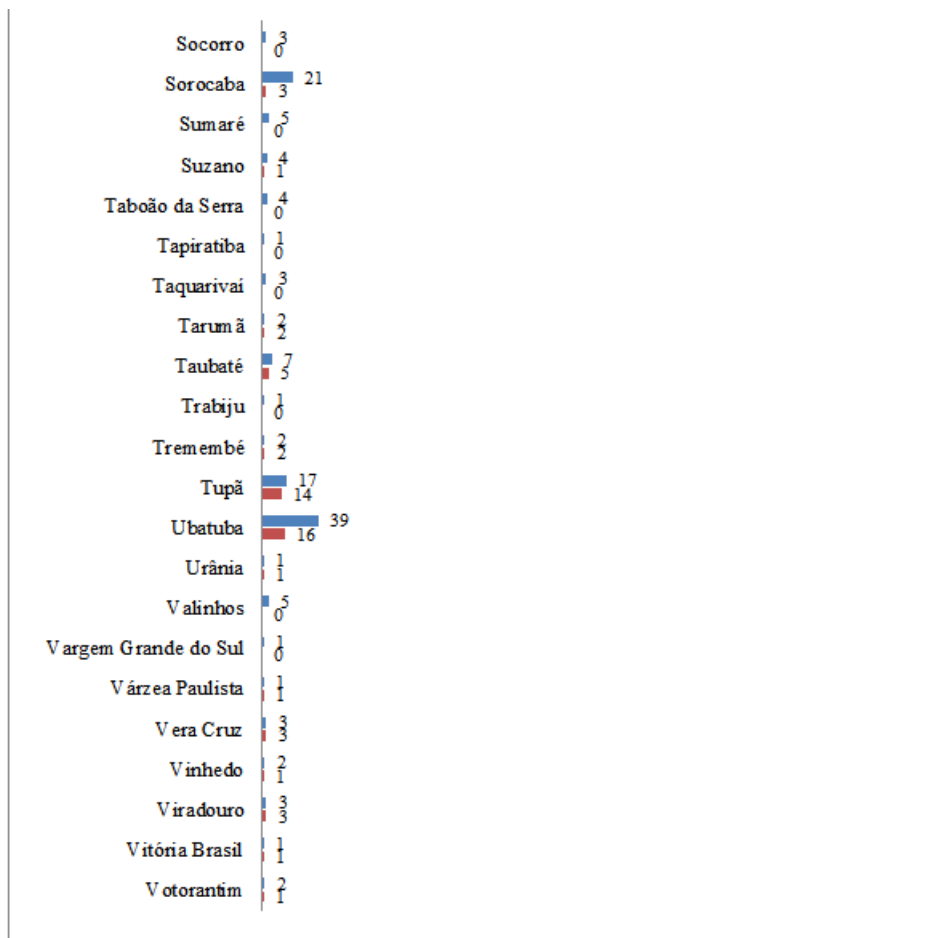 Socorro 3
0
Sorocaba 21
3
Sumaré 5
0
Suzano 4
1
Taboão da Serra 4
0
Tapiratiba 1
0
Taquarivaí 3
0
Tarumã 2
2
Taubaté 7
5
Trabiju 1
0
Tremembé 2
2
Tupã 17
14
Ubatuba 39
16
Urânia 1
1
Valinhos 5
0
Vargem Grande do Sul 1
0
Várzea Paulista 1
1
Vera Cruz 3
3
Vinhedo 2
1
Viradouro 3
3
Vitória Brasil 1
1
Votorantim 2
1